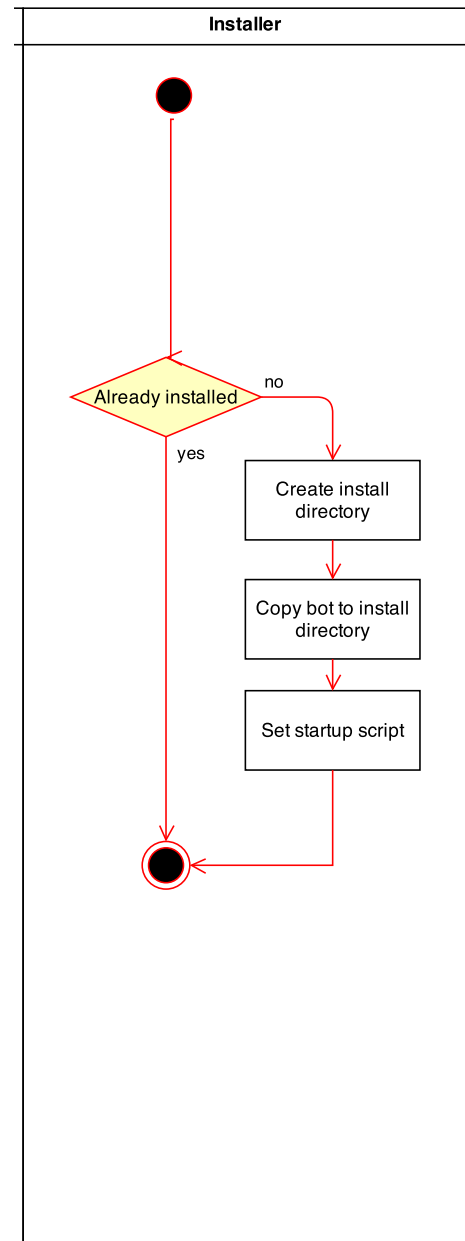 Installer
Already installed
no
yes
Create install
directory
Copy bot to install
directory
Set startup script